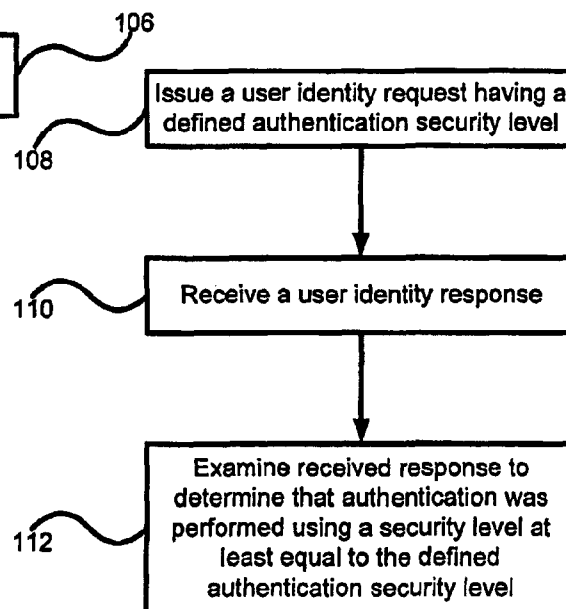 106
Issue a user identity request having a
defined authentication security level
108
Receive a user identity response
110
Examine received response to
determine that authentication was
performed using a security level at
least equal to the defined
authentication security level
112